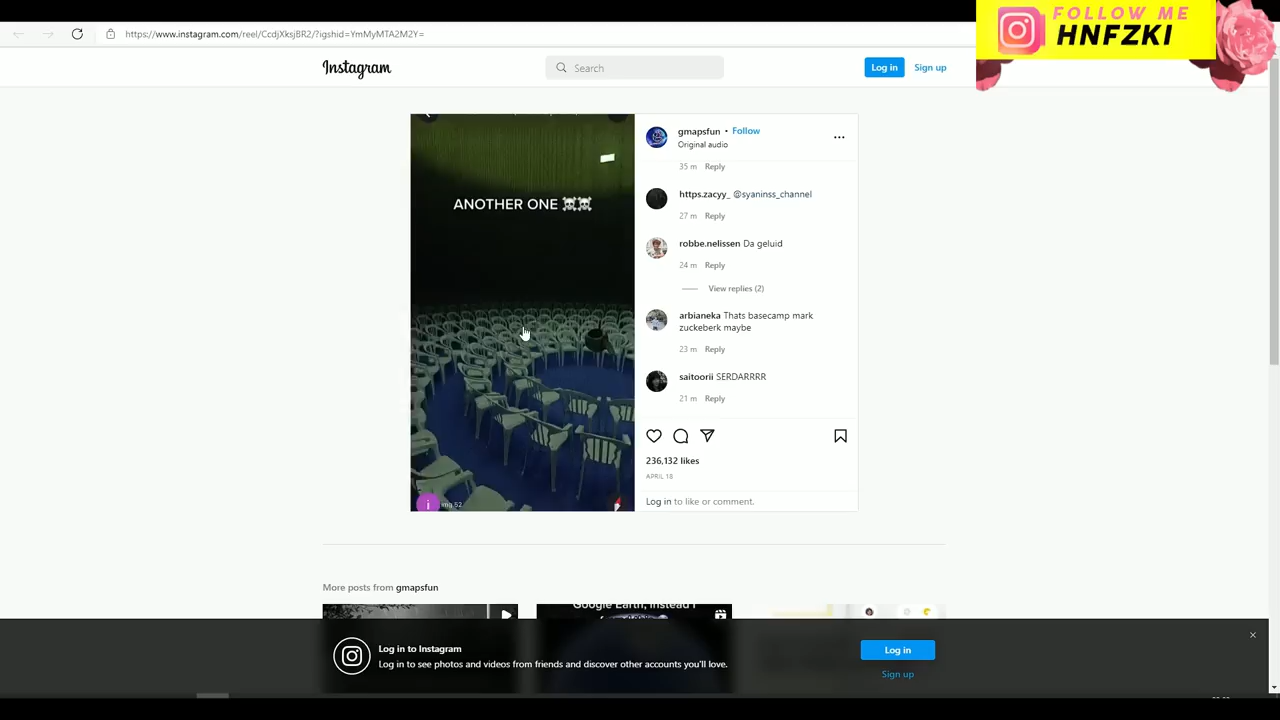 FOLLOW ME
HNFZKI
https://www.instagram.com/reel/CcdjXksjBR2/?igshid=YmMyMTA2M2Y=
Instagram
Search
Log in
Sign up
ANOTHER ONE ☠️☠️
img 52
gmapsfun • Follow
Original audio
35 m Reply
https.zacyy_ @syaninss_channel
27 m Reply
robbe.nelissen Da geluid
24 m Reply
View replies (2)
arbianeka Thats basecamp mark
zuckeberk maybe
23 m Reply
saitoorii SERDARRRR
21 m Reply
236,132 likes
APRIL 18
Log in to like or comment.
More posts from gmapsfun
Google Earth, instead I
Log in to Instagram
Log in to see photos and videos from friends and discover other accounts you'll love.
Log in
Sign up